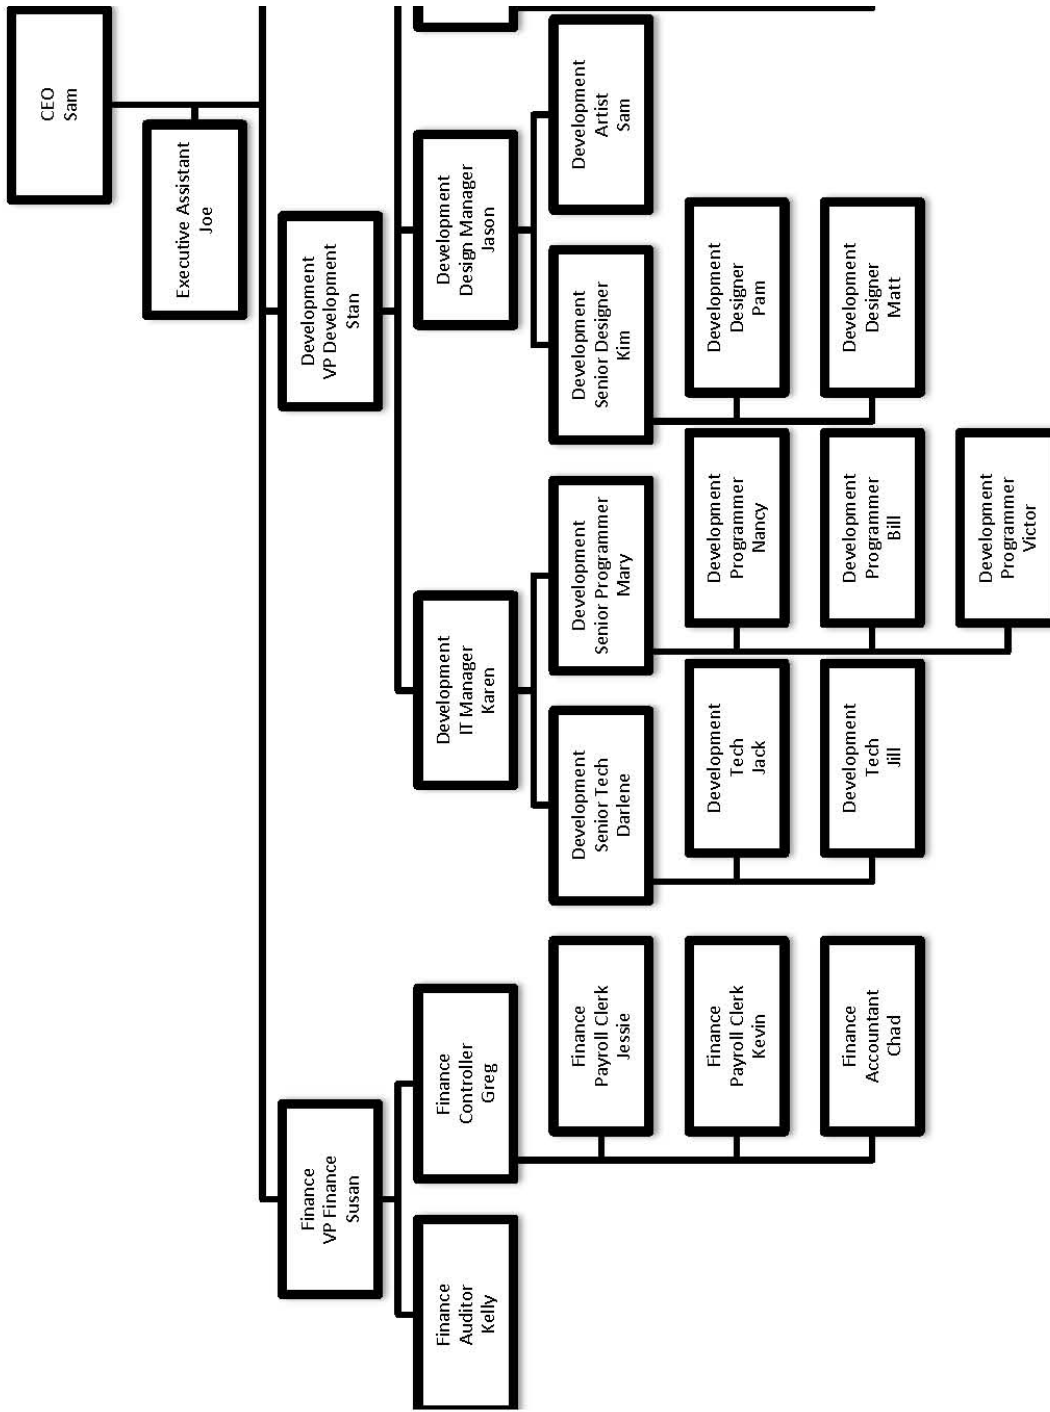 CEO
Sam
Executive Assistant
Joe
Finance
VP Finance
Susan
Development
VP Development
Stan
Finance
Auditor
Kelly
Finance
Controller
Greg
Development
IT Manager
Karen
Development
Design Manager
Jason
Finance
Payroll Clerk
Jessie
Finance
Payroll Clerk
Kevin
Finance
Accountant
Chad
Development
Senior Tech
Darlene
Development
Tech
Jack
Development
Tech
Jill
Development
Senior Programmer
Mary
Development
Programmer
Nancy
Development
Programmer
Bill
Development
Programmer
Victor
Development
Senior Designer
Kim
Development
Designer
Pam
Development
Designer
Matt
Development
Artist
Sam